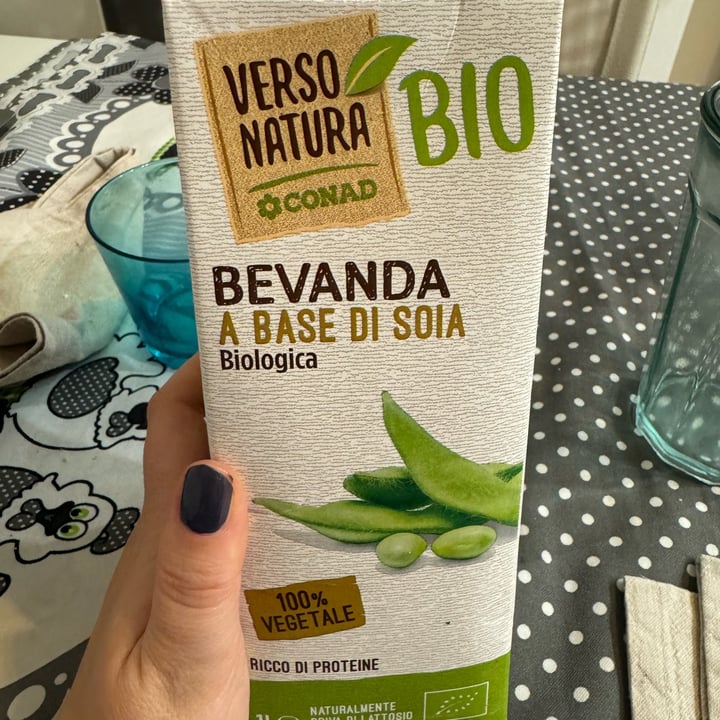 VERSO
NATURA
CONAD
BIO
BEVANDA
A BASE DI SOIA
Biologica
100%
VEGETALE
RICCO DI PROTEINE
NATURALMENTE
PRIVA DI LATTOSIO